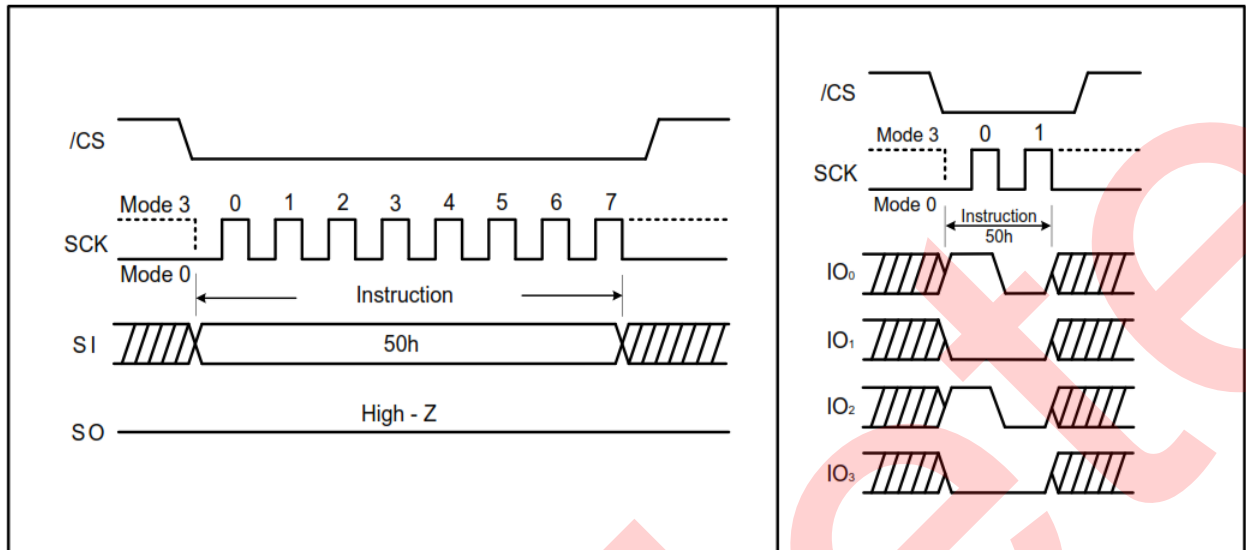 /CS
Mode 3 0 1 2 3 4 5 6 7
SCK
Mode 0
Instruction
SI 50h
High - Z
SO
/CS
Mode 3 0 1
SCK
Mode 0
Instruction
50h
IO₀
IO₁
IO₂
IO₃